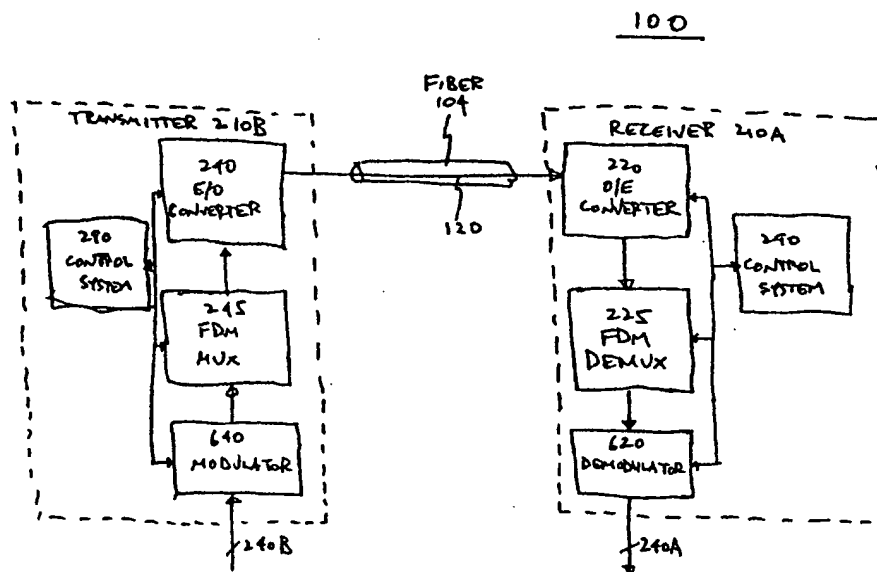 100
FIBER
104
TRANSMITTER 210B
240
E/O
CONVERTER
290
CONTROL
SYSTEM
245
FDM
MUX
640
MODULATOR
240B
120
RECEIVER 210A
220
O/E
CONVERTER
290
CONTROL
SYSTEM
225
FDM
DEMUX
620
DEMODULATOR
240A